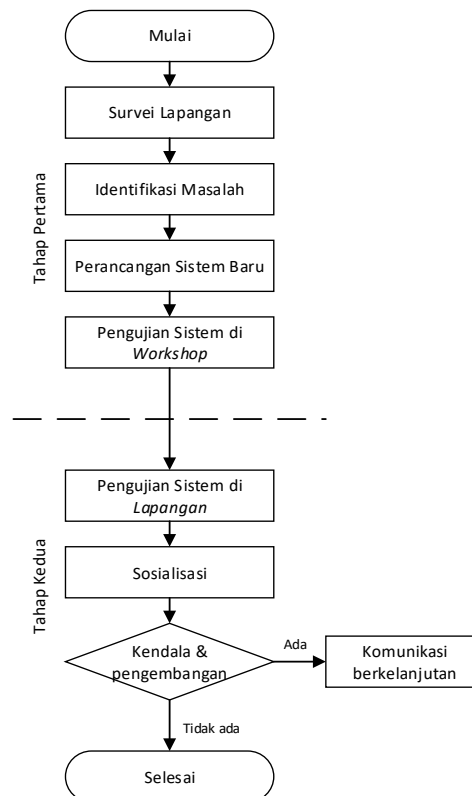 Mulai
Survei Lapangan
Identifikasi Masalah
Tahap Pertama
Perancangan Sistem Baru
Pengujian Sistem di
Workshop
Pengujian Sistem di
Lapangan
Sosialisasi
Tahap Kedua
Kendala &
pengembangan
Ada
Komunikasi
berkelanjutan
Tidak ada
Selesai